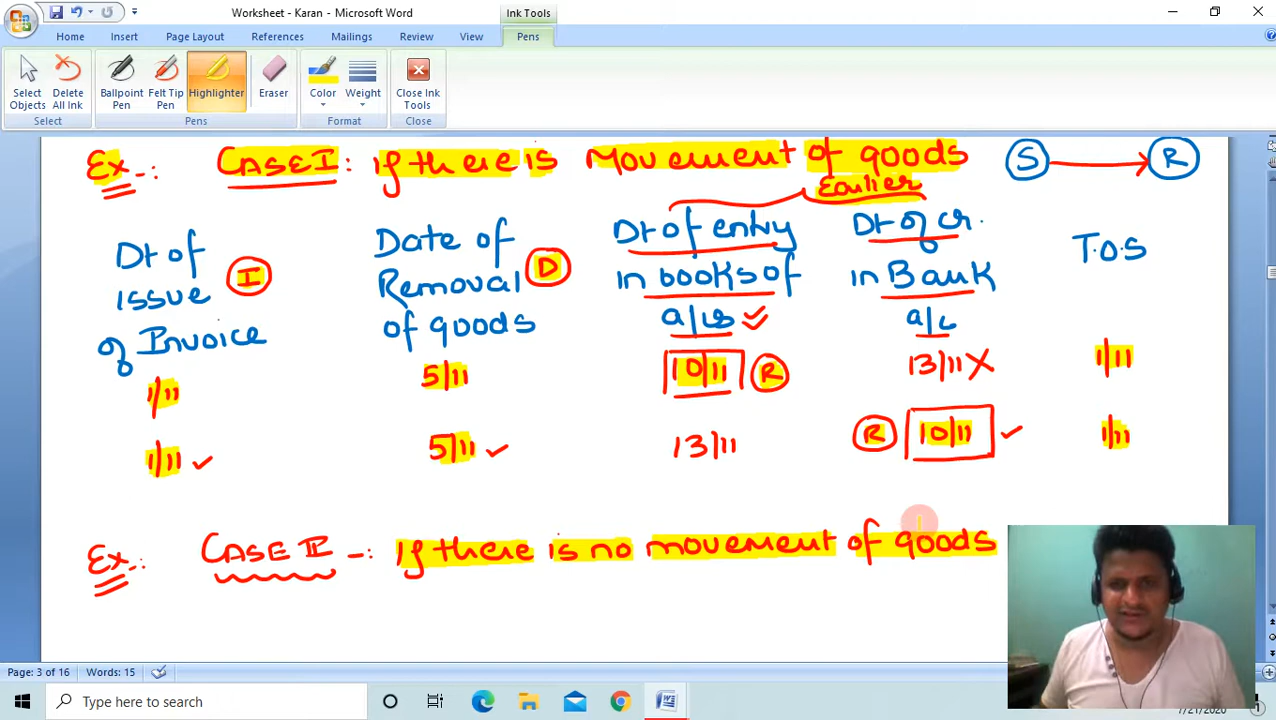 Worksheet - Karan - Microsoft Word
Ink Tools
Home Insert Page Layout References Mailings Review View Pens
Select Objects
Delete All Ink
Ballpoint Pen
Felt Tip Pen
Highlighter
Eraser
Color
Weight
Close Ink Tools
Select Pens Format Close
Ex.-: CASE I : if there is Movement of goods S R
Earlier
Dt of issue of Invoice I
Date of Removal of goods D
Dt of entry in books of a/cs
Dt of cr. in Bank a/c
T.O.S
1/11 5/11 10/11 R 13/11 X 1/11
1/11 ✓ 5/11 ✓ 13/11 R 10/11 ✓ 1/11
Ex.-: CASE II -: If there is no movement of goods
Page: 3 of 16 Words: 15
Type here to search
7/21/2020